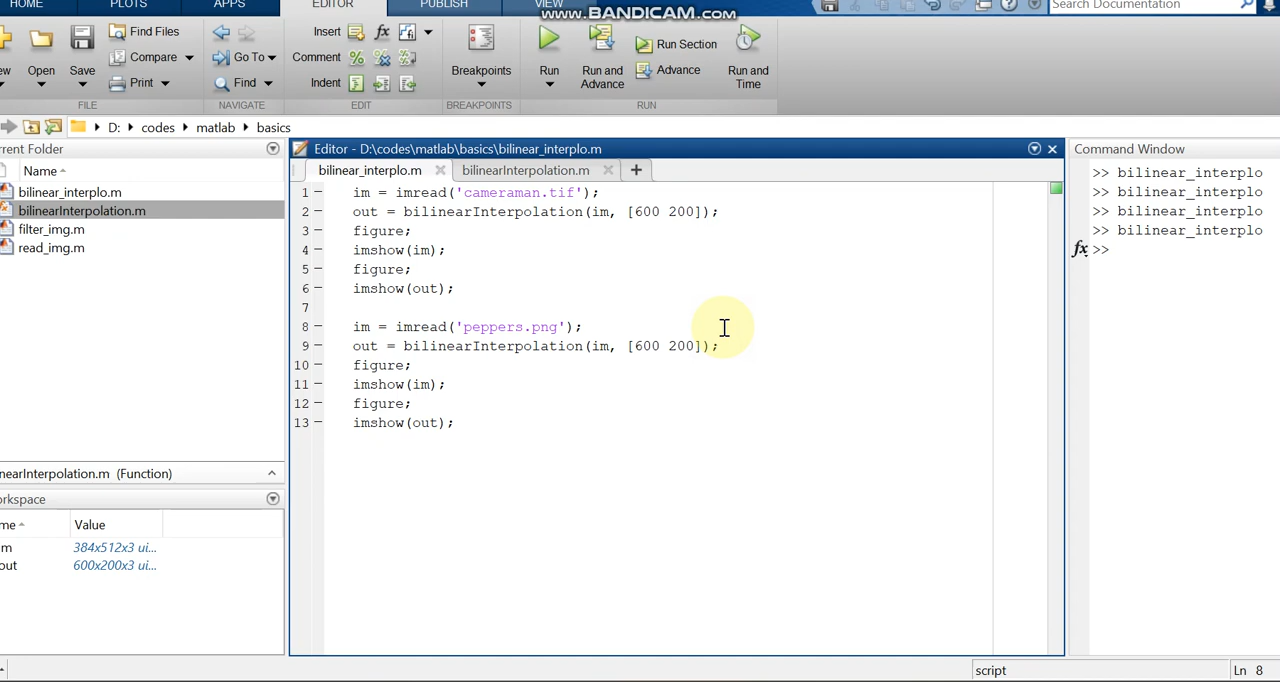 www.BANDICAM.com
HOME PLOTS APPS EDITOR PUBLISH VIEW
Search Documentation
Find Files
Compare
Print
Open
Save
Go To
Find
Insert
Comment
Indent
Breakpoints
Run
Run and Advance
Run Section
Advance
Run and Time
FILE NAVIGATE EDIT BREAKPOINTS RUN
D: codes matlab basics
rrent Folder
Name
bilinear_interplo.m
bilinearInterpolation.m
filter_img.m
read_img.m
nearInterpolation.m (Function)
orkspace
me Value
m 384x512x3 ui...
out 600x200x3 ui...
Editor - D:\codes\matlab\basics\bilinear_interplo.m
bilinear_interplo.m bilinearInterpolation.m
1 im = imread('cameraman.tif');
2 out = bilinearInterpolation(im, [600 200]);
3 figure;
4 imshow(im);
5 figure;
6 imshow(out);
7
8 im = imread('peppers.png');
9 out = bilinearInterpolation(im, [600 200]);
10 figure;
11 imshow(im);
12 figure;
13 imshow(out);
Command Window
>> bilinear_interplo
>> bilinear_interplo
>> bilinear_interplo
>> bilinear_interplo
fx >>
script
Ln 8